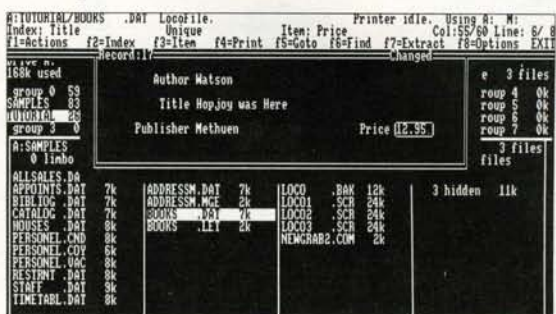 A:TUTORIAL/BOOKS .DAT LocoFile. Printer idle. Using A: M:
Index: Title Unique Item: Price Col:55/60 Line: 6/ 8
f1=Actions f2=Index f3=Item f4=Print f5=Goto f6=Find f7=Extract f8=Options EXIT
Record:17 Changed
168k used e 3 files
Author Watson
group 0 59 roup 4 0k
SAMPLES 83 Title Hopjoy was Here roup 5 0k
TUTORIAL 26 roup 6 0k
group 3 0 Publisher Methuen Price 12.95 roup 7 0k
A:SAMPLES 3 files
0 limbo files
ALLSALES.DA
APPOINTS.DAT 7k ADDRESSM.DAT 7k LOCO .BAK 12k 3 hidden 11k
BIBLIOG .DAT 7k ADDRESSM.MGE 2k LOCO1 .SCR 24k
CATALOG .DAT 7k BOOKS .DAT 7k LOCO2 .SCR 24k
HOUSES .DAT 8k BOOKS .LEY 2k LOCO3 .SCR 24k
PERSONEL.CND 8k NEWGRAB2.COM 2k
PERSONEL.COY 6k
PERSONEL.VAC 8k
RESTRNT .DAT 8k
STAFF .DAT 9k
TIMETABL.DAT 8k